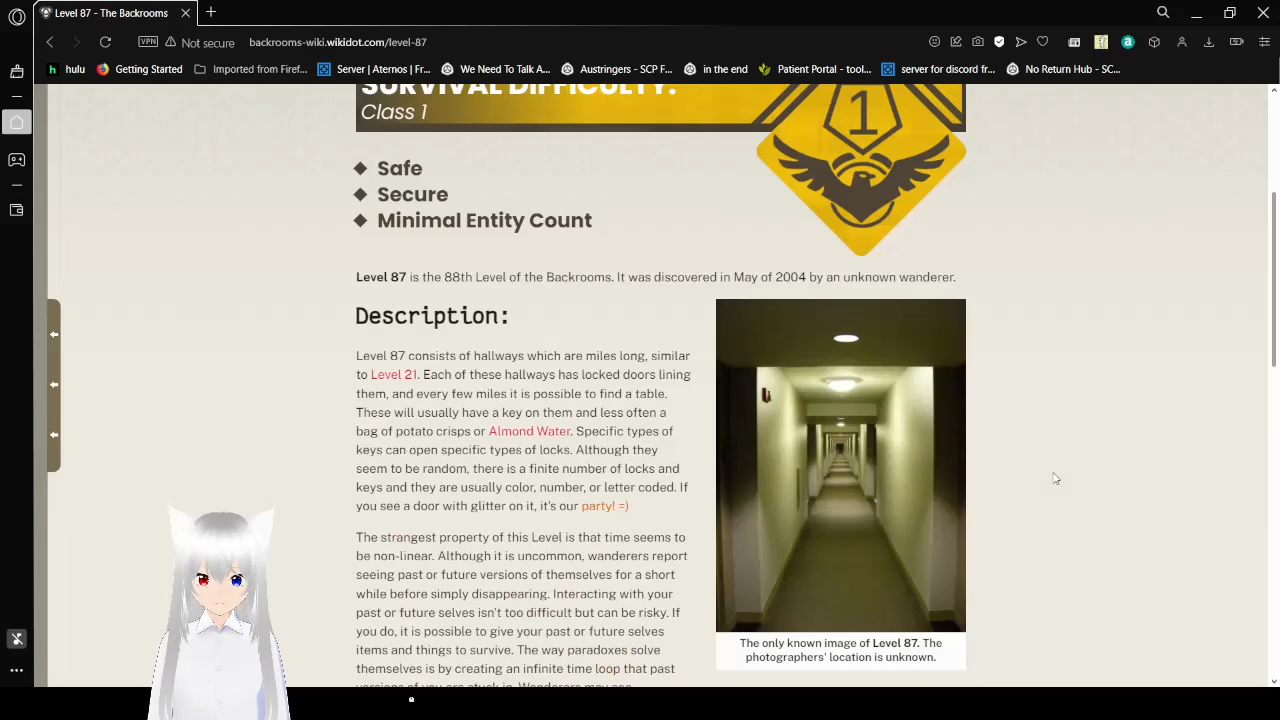 Level 87 - The Backrooms
VPN
Not secure
backrooms-wiki.wikidot.com/level-87
hulu
Getting Started
Imported from Firef...
Server | Aternos | Fr...
We Need To Talk A...
Austringers - SCP F...
in the end
Patient Portal - tool...
server for discord fr...
No Return Hub - SC...
SURVIVAL DIFFICULTY:
Class 1
1
Safe
Secure
Minimal Entity Count
Level 87 is the 88th Level of the Backrooms. It was discovered in May of 2004 by an unknown wanderer.
Description:
Level 87 consists of hallways which are miles long, similar
to Level 21. Each of these hallways has locked doors lining
them, and every few miles it is possible to find a table.
These will usually have a key on them and less often a
bag of potato crisps or Almond Water. Specific types of
keys can open specific types of locks. Although they
seem to be random, there is a finite number of locks and
keys and they are usually color, number, or letter coded. If
you see a door with glitter on it, it's our party! =)
The strangest property of this Level is that time seems to
be non-linear. Although it is uncommon, wanderers report
seeing past or future versions of themselves for a short
while before simply disappearing. Interacting with your
past or future selves isn't too difficult but can be risky. If
you do, it is possible to give your past or future selves
items and things to survive. The way paradoxes solve
themselves is by creating an infinite time loop that past
versions of you are stuck in. Wanderers may see
The only known image of Level 87. The
photographers' location is unknown.